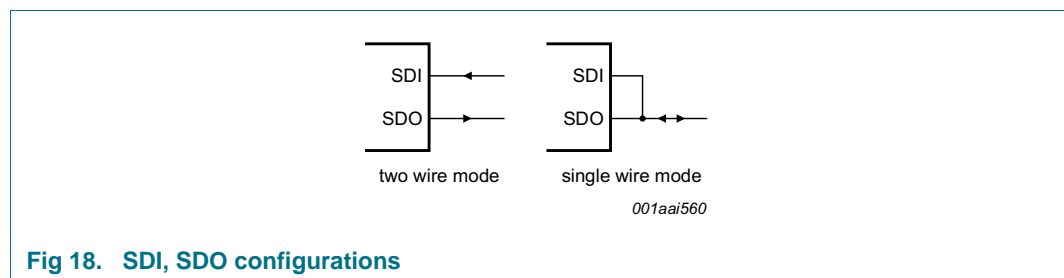 SDI
SDO
two wire mode
SDI
SDO
single wire mode
001aai560
Fig 18. SDI, SDO configurations